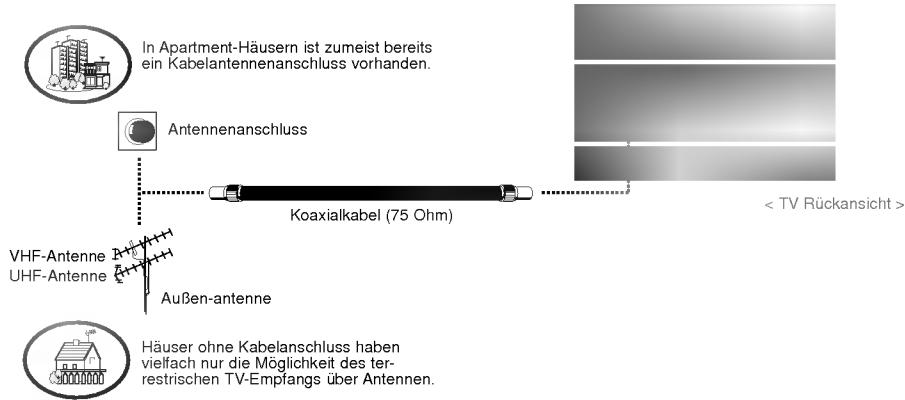 In Apartment-Häusern ist zumeist bereits
ein Kabelantennenanschluss vorhanden.
Antennenanschluss
Koaxialkabel (75 Ohm)
< TV Rückansicht >
VHF-Antenne
UHF-Antenne
Außen-antenne
Häuser ohne Kabelanschluss haben
vielfach nur die Möglichkeit des ter-
restrischen TV-Empfangs über Antennen.